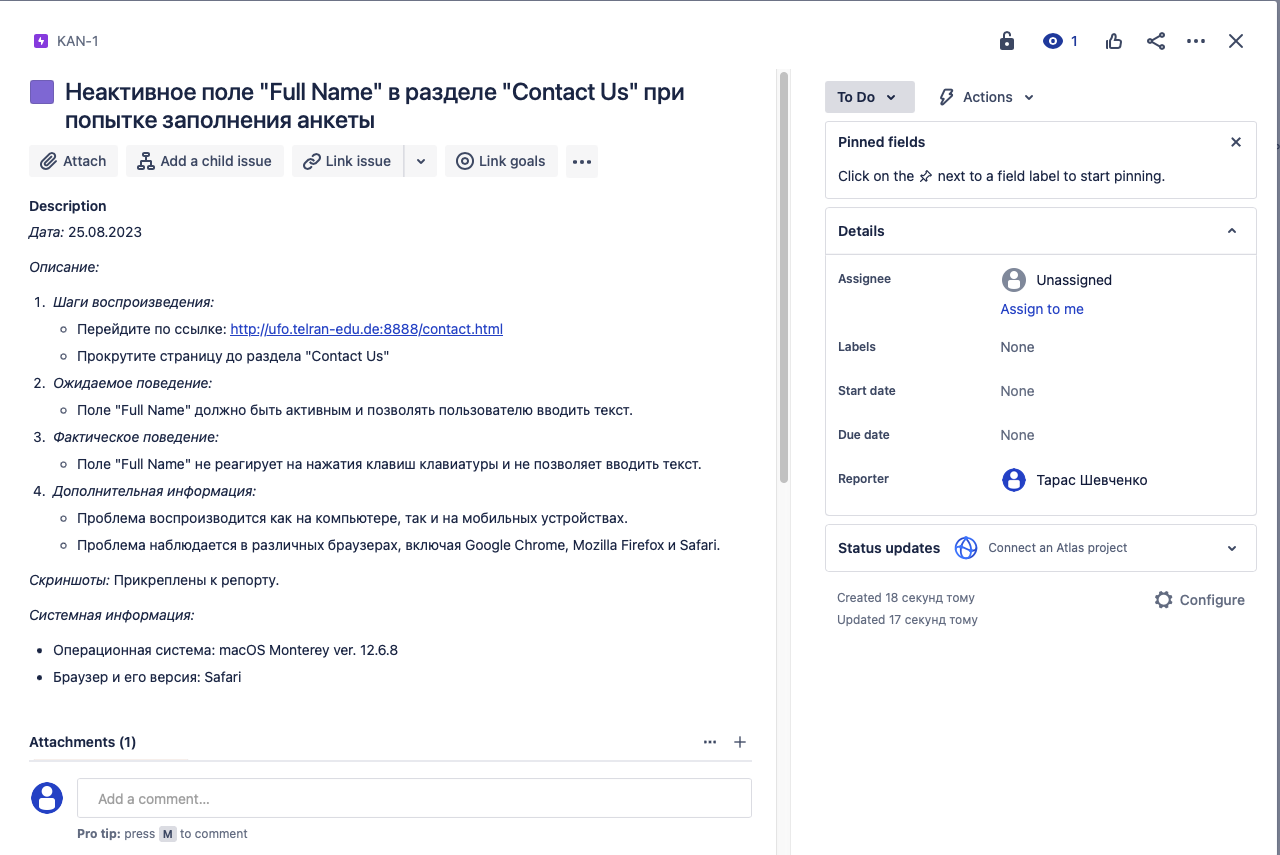 KAN-1
1
Неактивное поле "Full Name" в разделе "Contact Us" при
попытке заполнения анкеты
Attach
Add a child issue
Link issue
Link goals
Description
Дата: 25.08.2023
Описание:
1. Шаги воспроизведения:
Перейдите по ссылке: http://ufo.telran-edu.de:8888/contact.html
Прокрутите страницу до раздела "Contact Us"
2. Ожидаемое поведение:
Поле "Full Name" должно быть активным и позволять пользователю вводить текст.
3. Фактическое поведение:
Поле "Full Name" не реагирует на нажатия клавиш клавиатуры и не позволяет вводить текст.
4. Дополнительная информация:
Проблема воспроизводится как на компьютере, так и на мобильных устройствах.
Проблема наблюдается в различных браузерах, включая Google Chrome, Mozilla Firefox и Safari.
Скриншоты: Прикреплены к репорту.
Системная информация:
Операционная система: macOS Monterey ver. 12.6.8
Браузер и его версия: Safari
Attachments (1)
Add a comment...
Pro tip: press M to comment
To Do
Actions
Pinned fields
Click on the next to a field label to start pinning.
Details
Assignee
Unassigned
Assign to me
Labels
None
Start date
None
Due date
None
Reporter
Тарас Шевченко
Status updates
Connect an Atlas project
Created 18 секунд тому
Updated 17 секунд тому
Configure